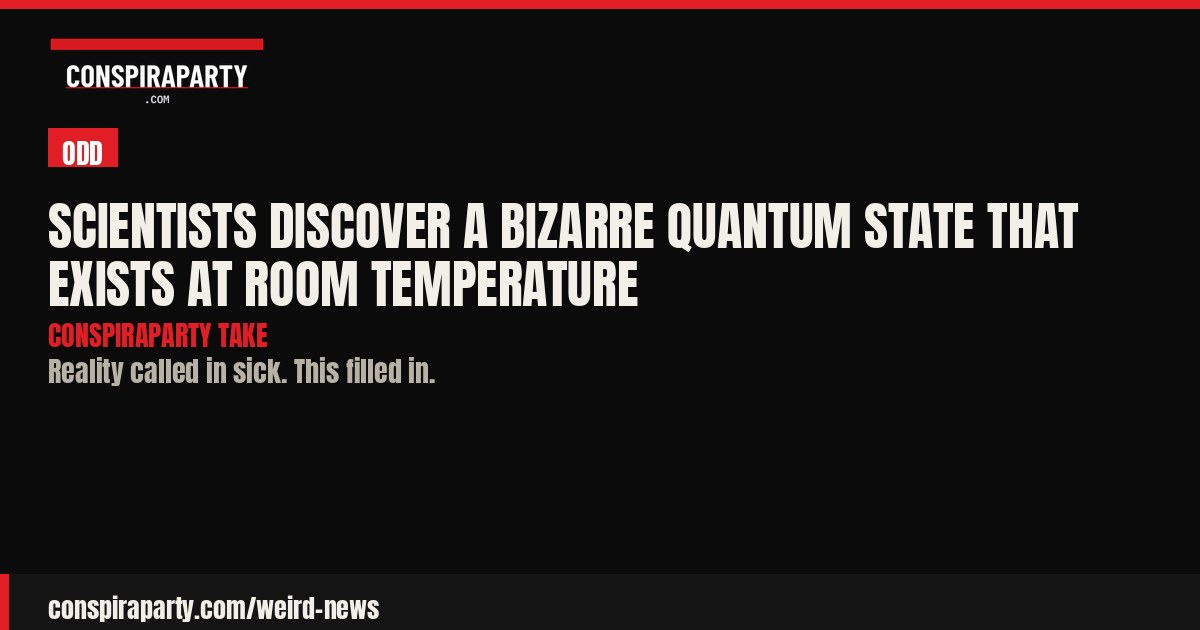 CONSPIRAPARTY
.COM
ODD
SCIENTISTS DISCOVER A BIZARRE QUANTUM STATE THAT
EXISTS AT ROOM TEMPERATURE
CONSPIRAPARTY TAKE
Reality called in sick. This filled in.
conspiraparty.com/weird-news